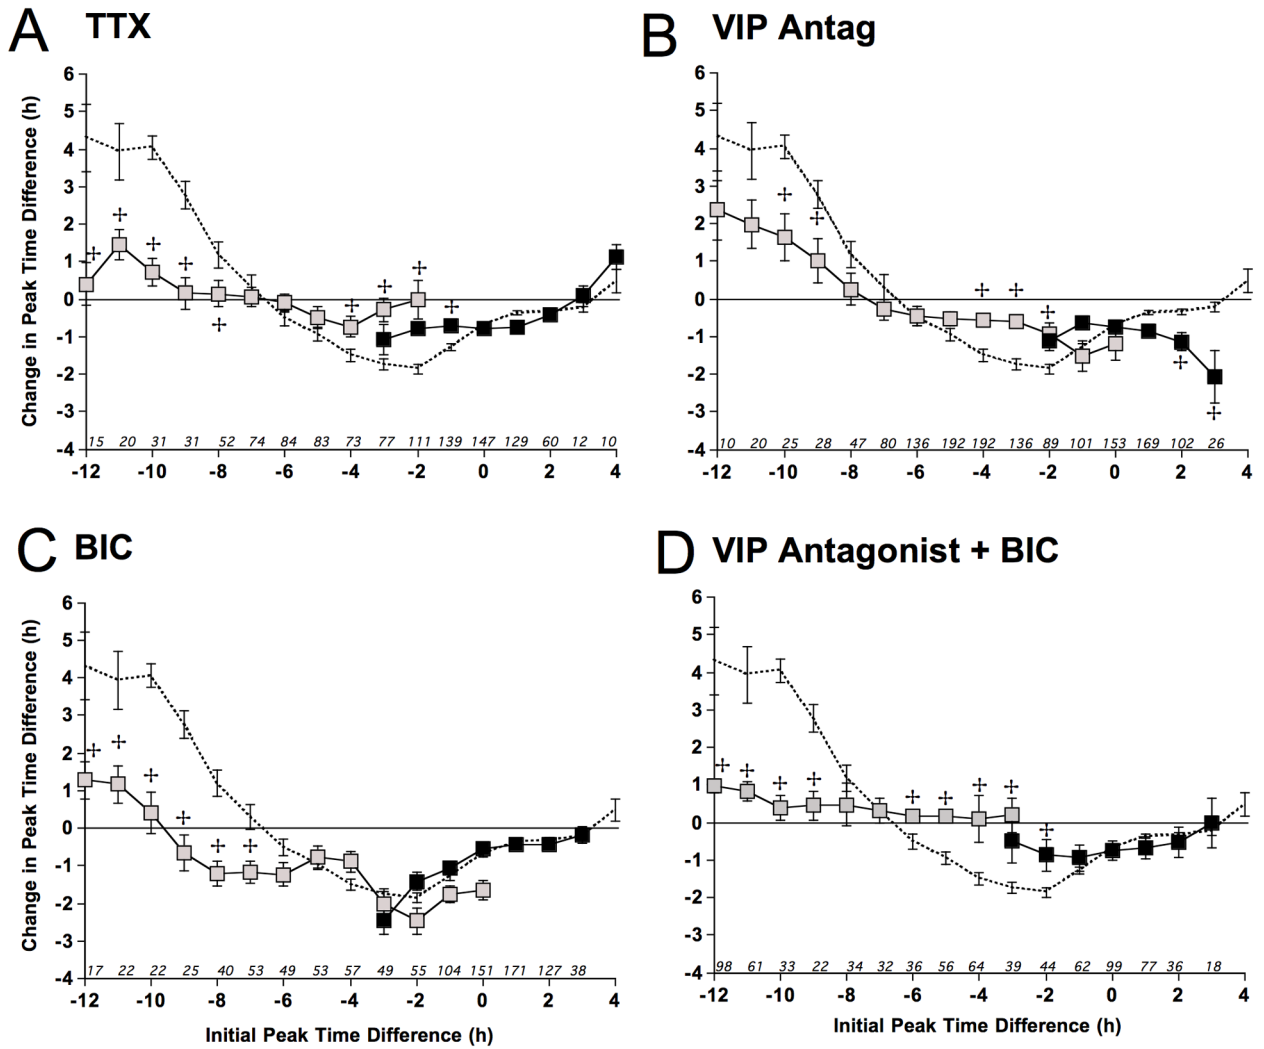 A TTX
6
5
4
3
2
1
0
-1
-2
-3
-4
Change in Peak Time Difference (h)
‡ ‡ ‡ ‡ ‡ ‡ ‡ ‡ ‡
15 20 31 31 52 74 84 83 73 77 111 139 147 129 60 12 10
-12 -10 -8 -6 -4 -2 0 2 4
B VIP Antag
6
5
4
3
2
1
0
-1
-2
-3
-4
‡ ‡ ‡ ‡ ‡ ‡ ‡
10 20 25 28 47 80 136 192 192 136 89 101 153 169 102 26
-12 -10 -8 -6 -4 -2 0 2 4
C BIC
6
5
4
3
2
1
0
-1
-2
-3
-4
Change in Peak Time Difference (h)
‡ ‡ ‡ ‡ ‡ ‡
17 22 22 25 40 53 49 53 57 49 55 104 151 171 127 38
-12 -10 -8 -6 -4 -2 0 2 4
Initial Peak Time Difference (h)
D VIP Antagonist + BIC
6
5
4
3
2
1
0
-1
-2
-3
-4
‡ ‡ ‡ ‡ ‡ ‡ ‡ ‡ ‡
98 61 33 22 34 32 36 56 64 39 44 62 99 77 36 18
-12 -10 -8 -6 -4 -2 0 2 4
Initial Peak Time Difference (h)